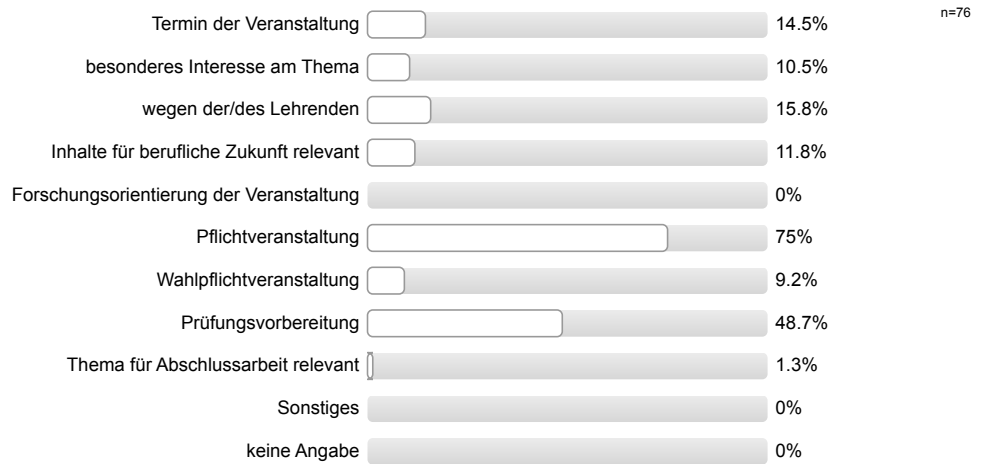 Termin der Veranstaltung 14.5% n=76
besonderes Interesse am Thema 10.5%
wegen der/des Lehrenden 15.8%
Inhalte für berufliche Zukunft relevant 11.8%
Forschungsorientierung der Veranstaltung 0%
Pflichtveranstaltung 75%
Wahlpflichtveranstaltung 9.2%
Prüfungsvorbereitung 48.7%
Thema für Abschlussarbeit relevant 1.3%
Sonstiges 0%
keine Angabe 0%